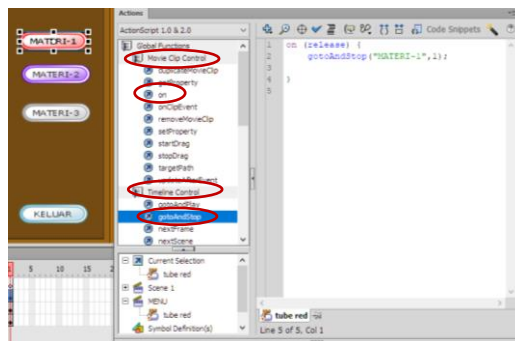 MATERI-1
MATERI-2
MATERI-3
KELUAR
5 10 15 2
Actions
ActionScript 1.0 & 2.0
Global Functions
Movie Clip Control
duplicateMovieClip
getProperty
on
onClipEvent
removeMovieClip
setProperty
startDrag
stopDrag
targetPath
updateAfterEvent
Timeline Control
gotoAndPlay
gotoAndStop
nextFrame
nextScene
Current Selection
tube red
Scene 1
MENU
tube red
Symbol Definition(s)
Code Snippets
1 on (release) {
2 gotoAndStop("MATERI-1",1);
3
4 }
5
tube red
Line 5 of 5, Col 1